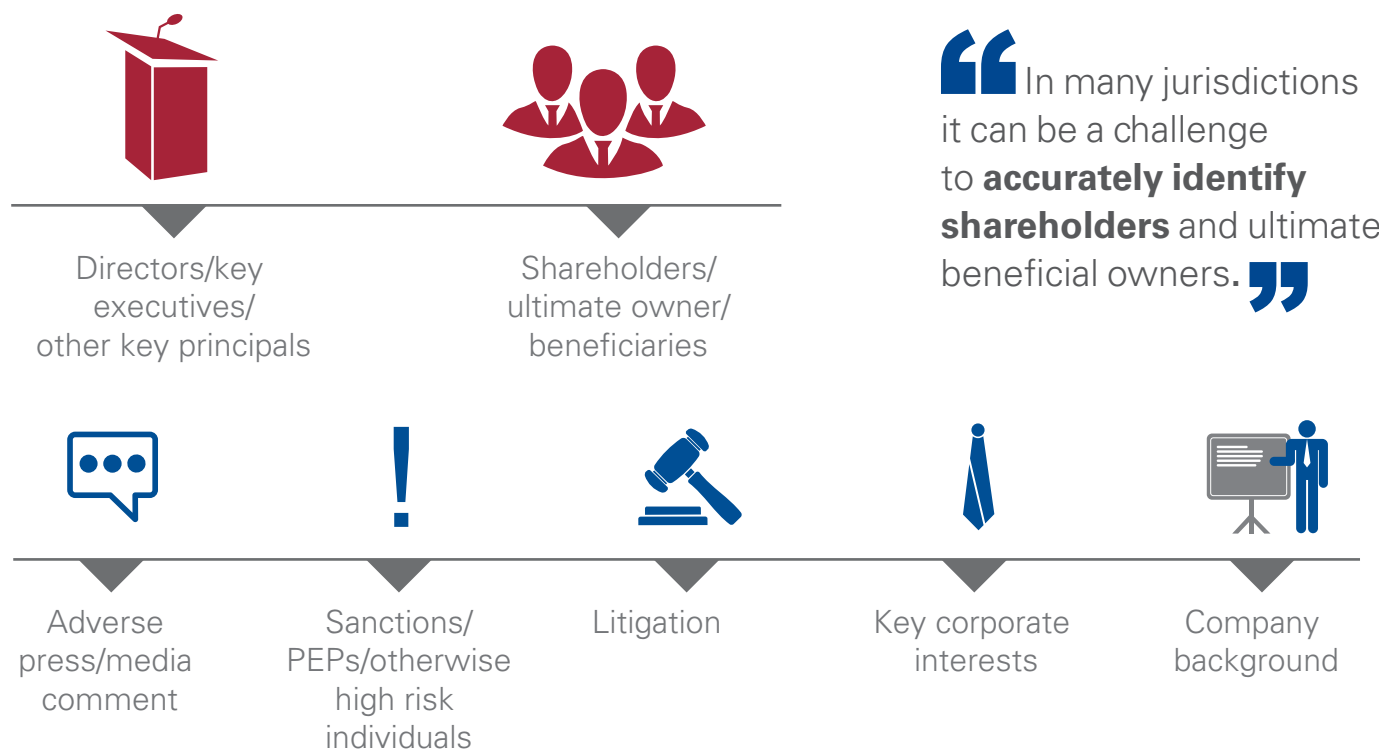 “ In many jurisdictions
it can be a challenge
to accurately identify
shareholders and ultimate
beneficial owners. ”
Directors/key
executives/
other key principals
Shareholders/
ultimate owner/
beneficiaries
Adverse
press/media
comment
Sanctions/
PEPs/otherwise
high risk
individuals
Litigation
Key corporate
interests
Company
background